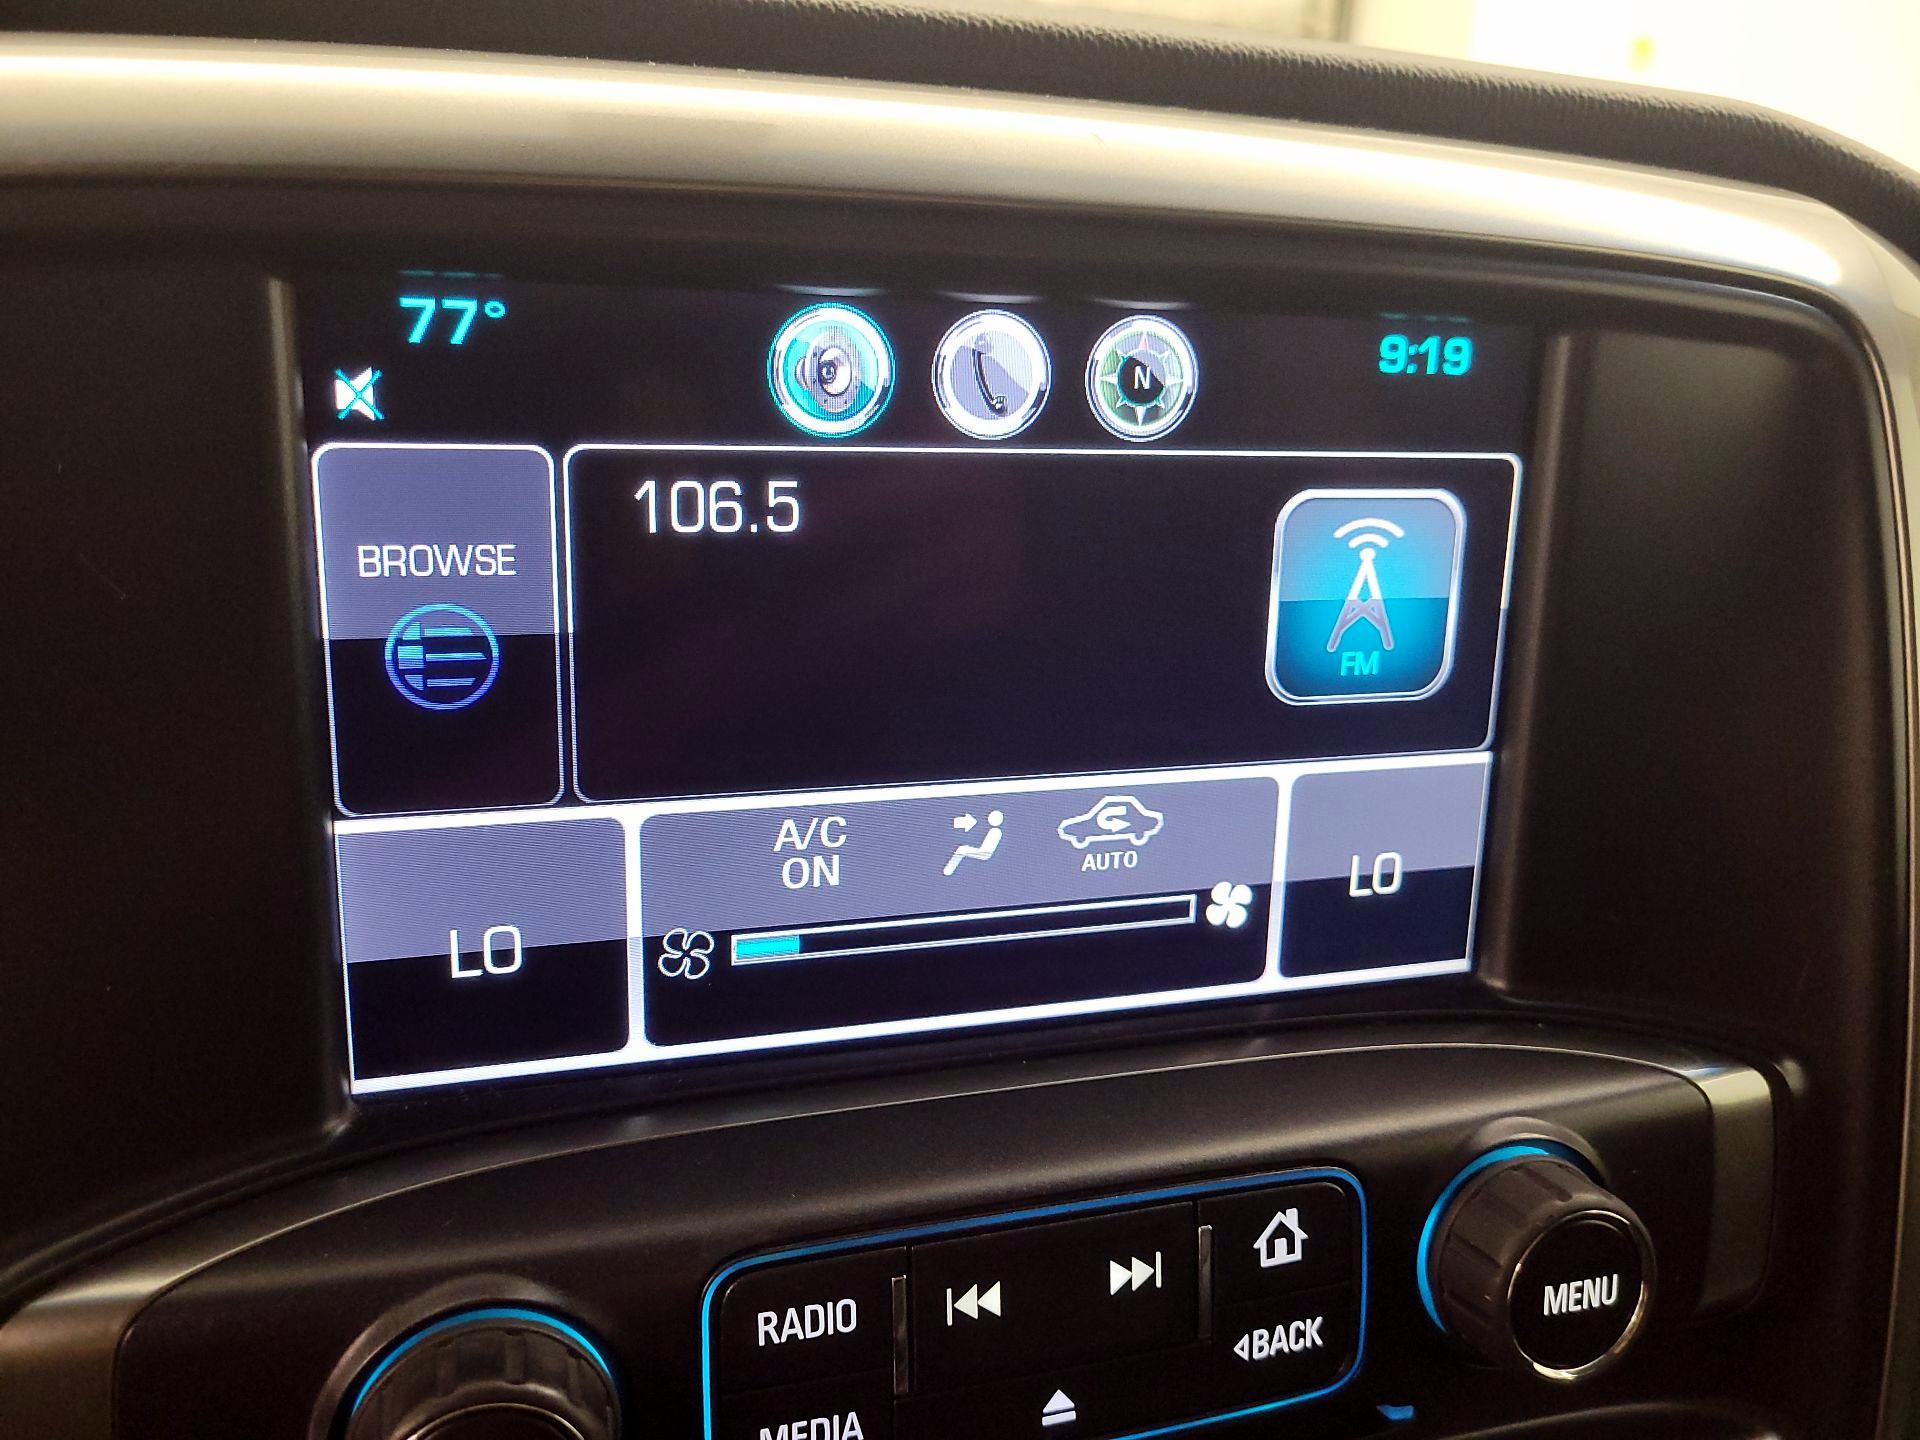 77°
N
9:19
BROWSE
106.5
FM
A/C
ON
AUTO
LO
LO
RADIO
BACK
MENU
MEDIA